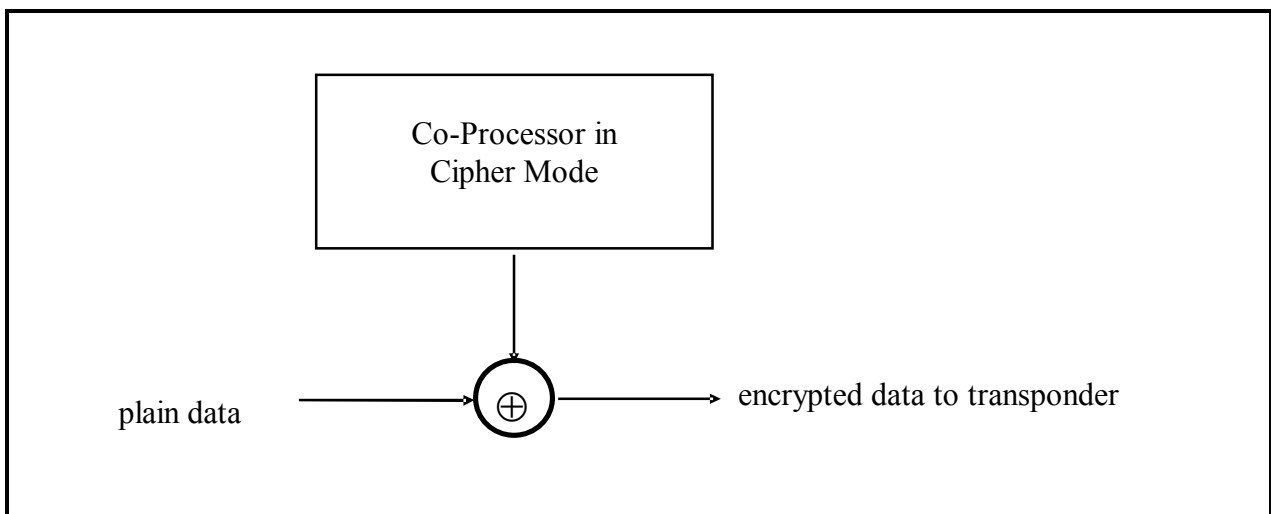 Co-Processor in
Cipher Mode
plain data
⊕
encrypted data to transponder